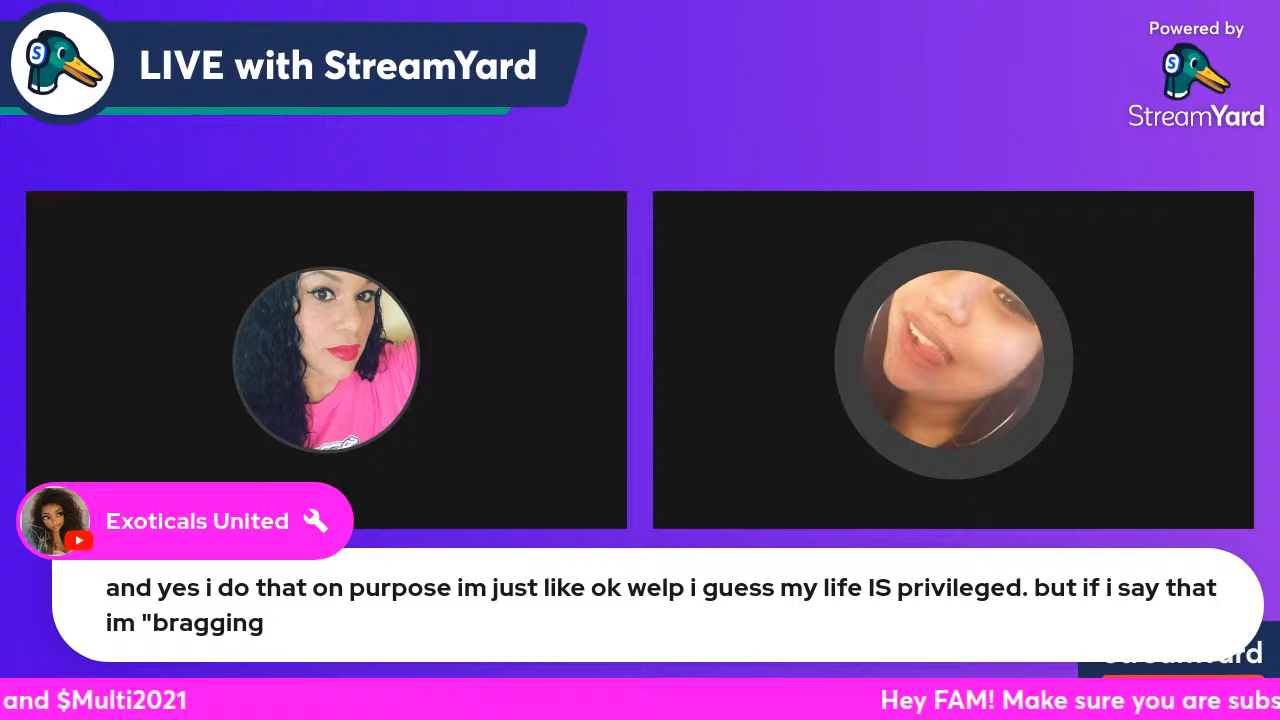 LIVE with StreamYard
Powered by
StreamYard
Exoticals United
and yes i do that on purpose im just like ok welp i guess my life IS privileged. but if i say that
im "bragging
and $Multi2021
Hey FAM! Make sure you are subs